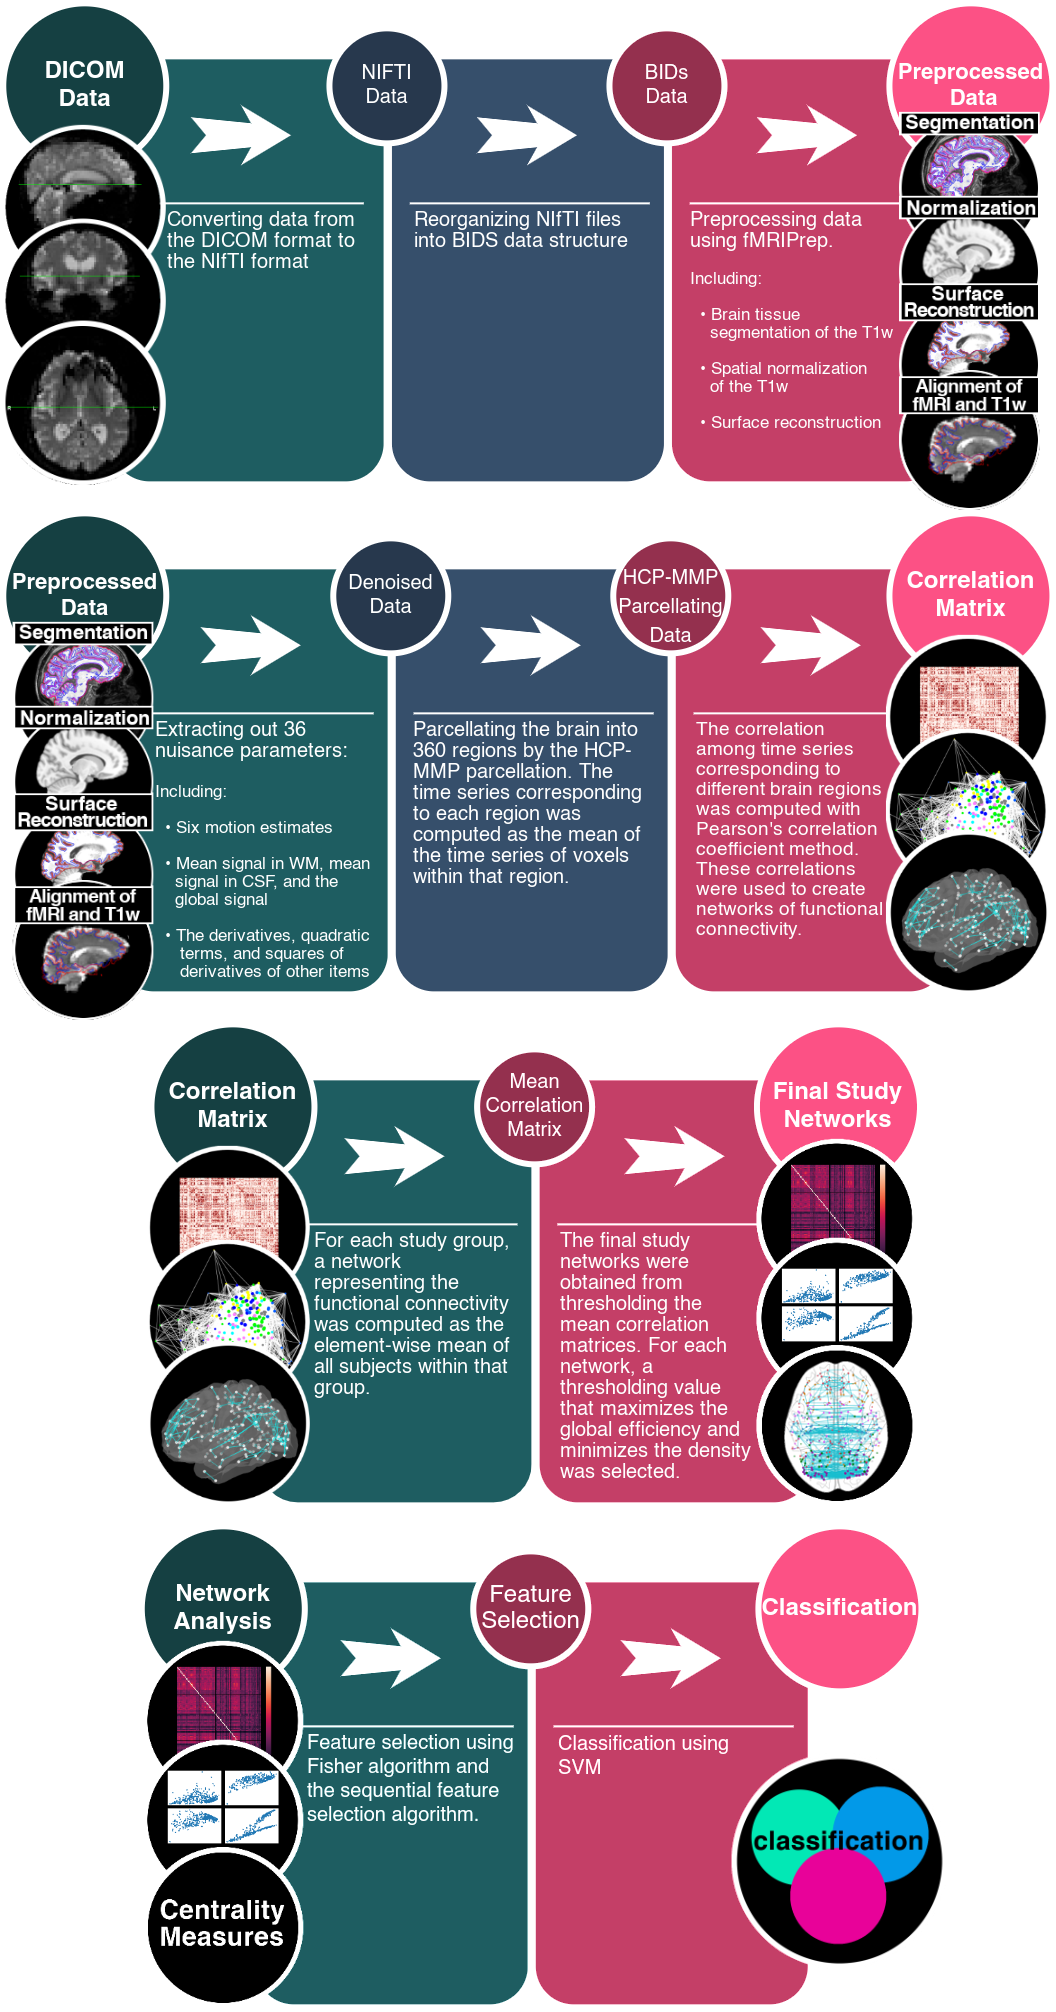 DICOM
Data
NIFTI
Data
BIDs
Data
Preprocessed
Data
Segmentation
Normalization
Surface
Reconstruction
Alignment of
fMRI and T1w
Converting data from
the DICOM format to
the NIfTI format
Reorganizing NIfTI files
into BIDS data structure
Preprocessing data
using fMRIPrep.
Including:
• Brain tissue
segmentation of the T1w
• Spatial normalization
of the T1w
• Surface reconstruction
Preprocessed
Data
Segmentation
Normalization
Surface
Reconstruction
Alignment of
fMRI and T1w
Denoised
Data
HCP-MMP
Parcellating
Data
Correlation
Matrix
Extracting out 36
nuisance parameters:
Including:
• Six motion estimates
• Mean signal in WM, mean
signal in CSF, and the
global signal
• The derivatives, quadratic
terms, and squares of
derivatives of other items
Parcellating the brain into
360 regions by the HCP-
MMP parcellation. The
time series corresponding
to each region was
computed as the mean of
the time series of voxels
within that region.
The correlation
among time series
corresponding to
different brain regions
was computed with
Pearson's correlation
coefficient method.
These correlations
were used to create
networks of functional
connectivity.
Correlation
Matrix
Mean
Correlation
Matrix
Final Study
Networks
For each study group,
a network
representing the
functional connectivity
was computed as the
element-wise mean of
all subjects within that
group.
The final study
networks were
obtained from
thresholding the
mean correlation
matrices. For each
network, a
thresholding value
that maximizes the
global efficiency and
minimizes the density
was selected.
Network
Analysis
Feature
Selection
Classification
Centrality
Measures
Feature selection using
Fisher algorithm and
the sequential feature
selection algorithm.
Classification using
SVM
classification